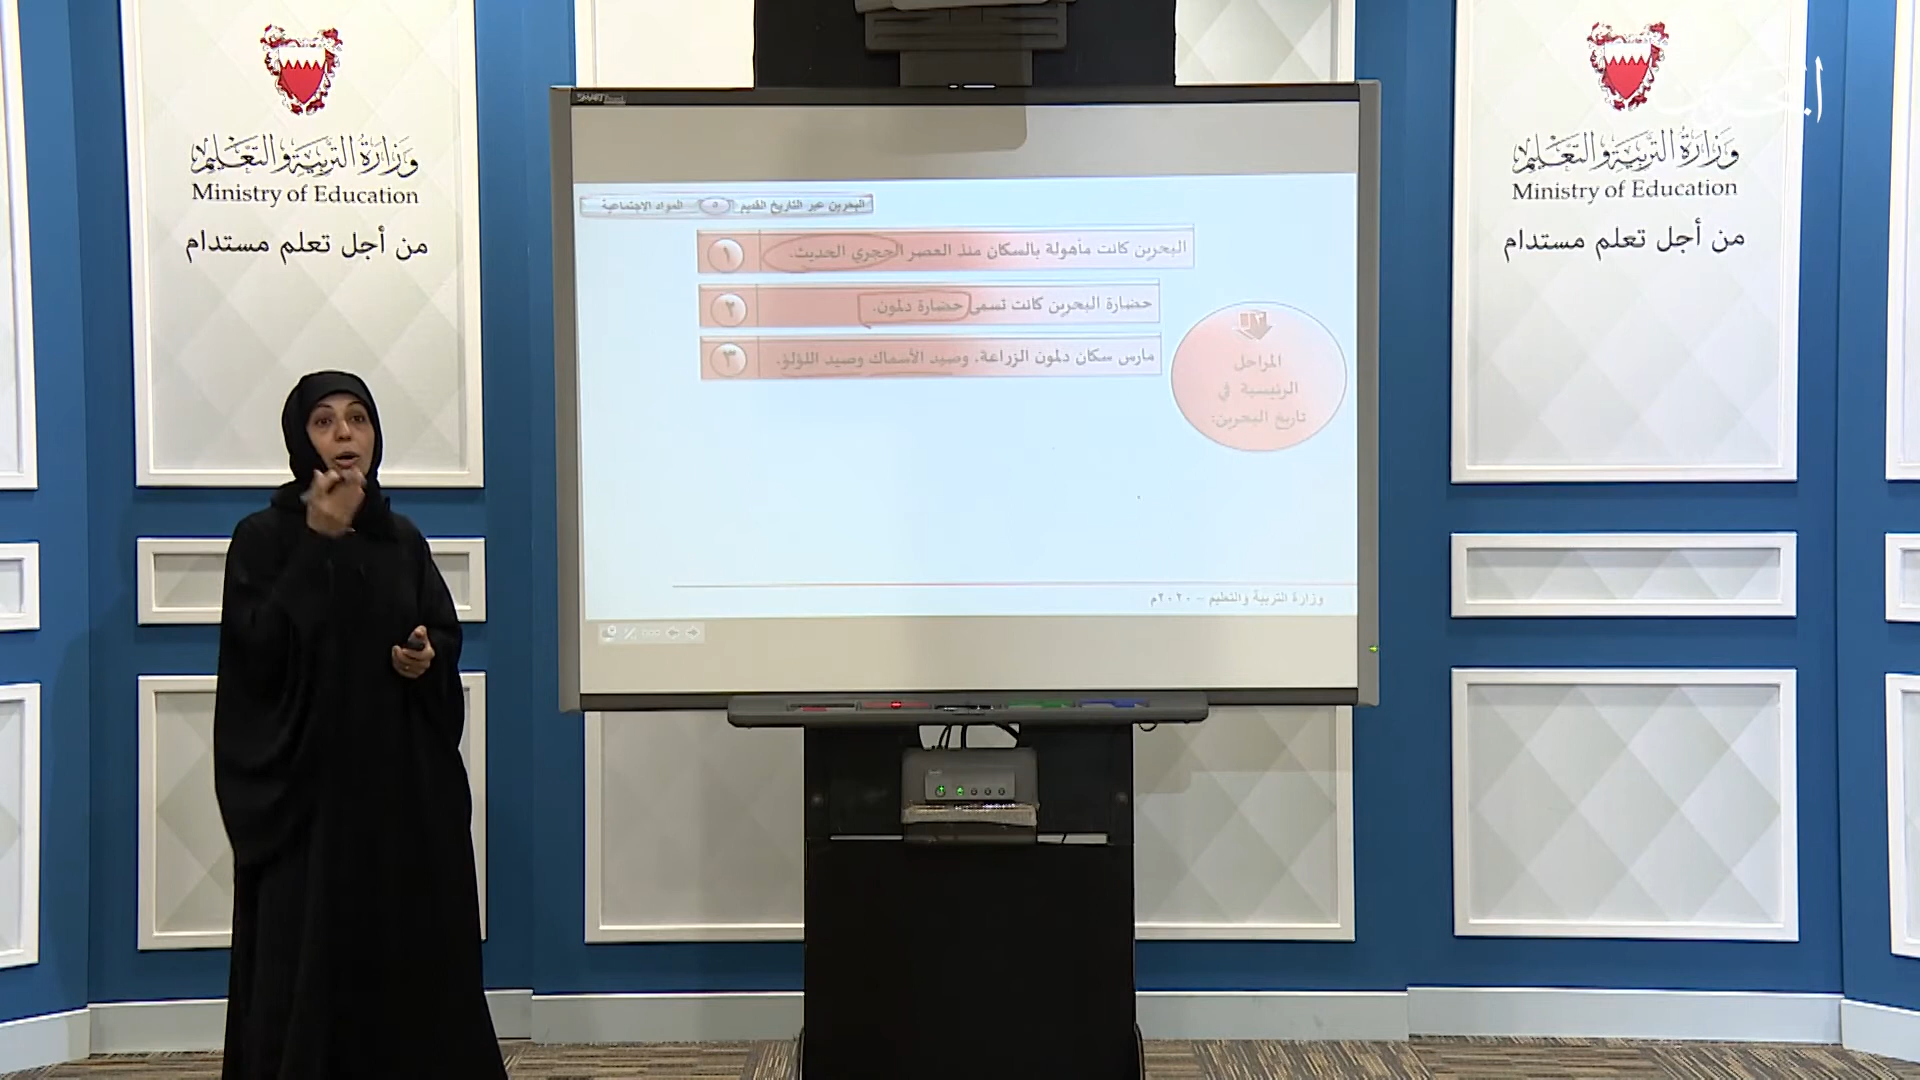 وزارة التربية والتعليم
Ministry of Education
من أجل تعلم مستدام
وزارة التربية والتعليم
Ministry of Education
من أجل تعلم مستدام
SMART
البحرين عبر التاريخ القديم ٥ المواد الاجتماعية
البحرين كانت مأهولة بالسكان منذ العصر الحجري الحديث. ١
حضارة البحرين كانت تسمى حضارة دلمون. ٢
مارس سكان دلمون الزراعة، وصيد الأسماك وصيد اللؤلؤ. ٣
المراحل
الرئيسية في
تاريخ البحرين:
وزارة التربية والتعليم – ٢٠٢٠م